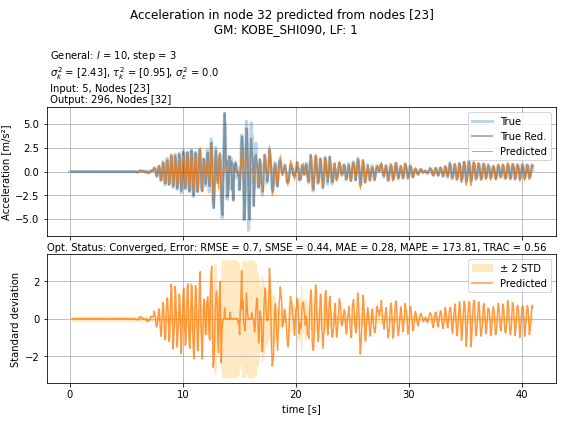 Acceleration in node 32 predicted from nodes [23]
GM: KOBE_SHI090, LF: 1
General: l = 10, step = 3
σ²ₖ = [2.43], τ²ₖ = [0.95], σ²ε = 0.0
Input: 5, Nodes [23]
Output: 296, Nodes [32]
Acceleration [m/s²]
5.0
2.5
0.0
−2.5
−5.0
True
True Red.
Predicted
Opt. Status: Converged, Error: RMSE = 0.7, SMSE = 0.44, MAE = 0.28, MAPE = 173.81, TRAC = 0.56
Standard deviation
2
0
−2
± 2 STD
Predicted
0 10 20 30 40
time [s]